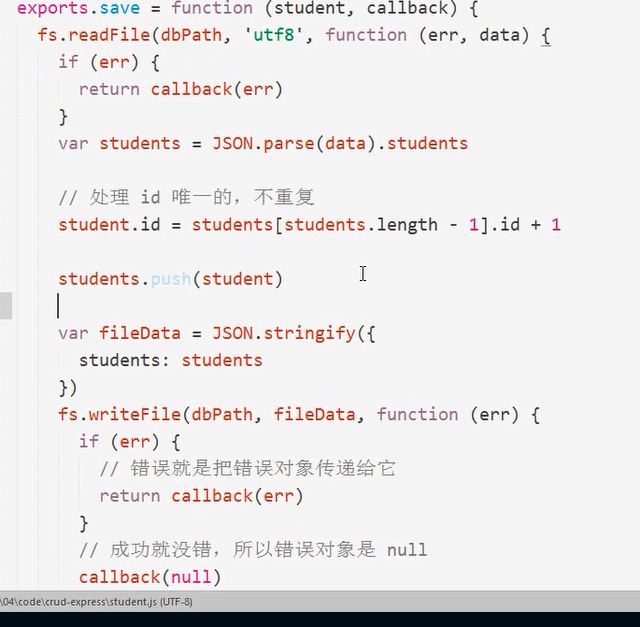 exports.save = function (student, callback) {
fs.readFile(dbPath, 'utf8', function (err, data) {
if (err) {
return callback(err)
}
var students = JSON.parse(data).students
// 处理 id 唯一的，不重复
student.id = students[students.length - 1].id + 1
students.push(student)
var fileData = JSON.stringify({
students: students
})
fs.writeFile(dbPath, fileData, function (err) {
if (err) {
// 错误就是把错误对象传递给它
return callback(err)
}
// 成功就没错，所以错误对象是 null
callback(null)
\04\code\crud-express\student.js (UTF-8)